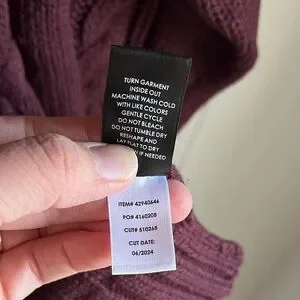 TURN GARMENT
INSIDE OUT
MACHINE WASH COLD
WITH LIKE COLORS
GENTLE CYCLE
DO NOT BLEACH
DO NOT TUMBLE DRY
RESHAPE AND
LAY FLAT TO DRY
IF NEEDED
ITEM# 42940646
PO# 4160208
CUT# 510268
CUT DATE:
06/2024